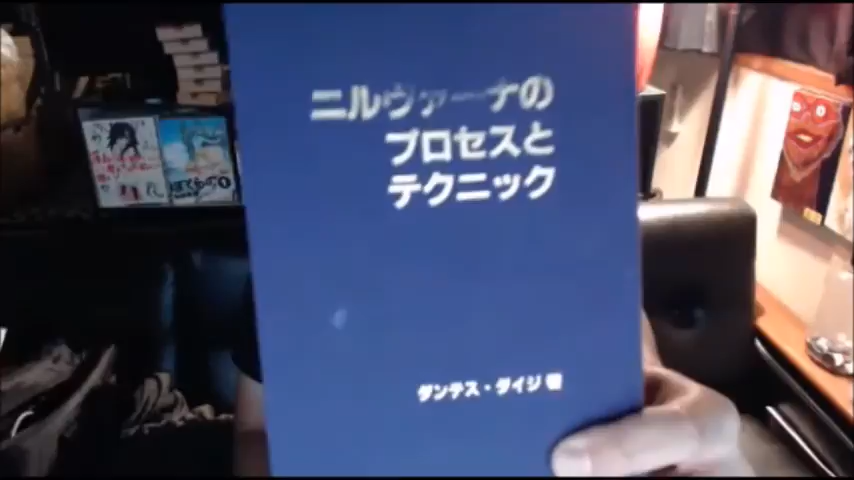 ニルヴァーナの
プロセスと
テクニック
ダンテス・ダイジ 著